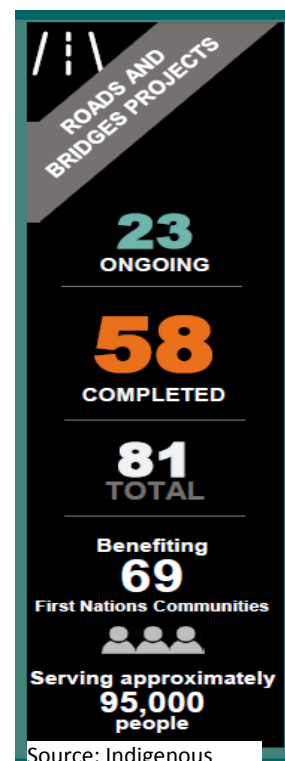 ROADS AND
BRIDGES PROJECTS
23
ONGOING
58
COMPLETED
81
TOTAL
Benefiting
69
First Nations Communities
Serving approximately
95,000
people
Source: Indigenous